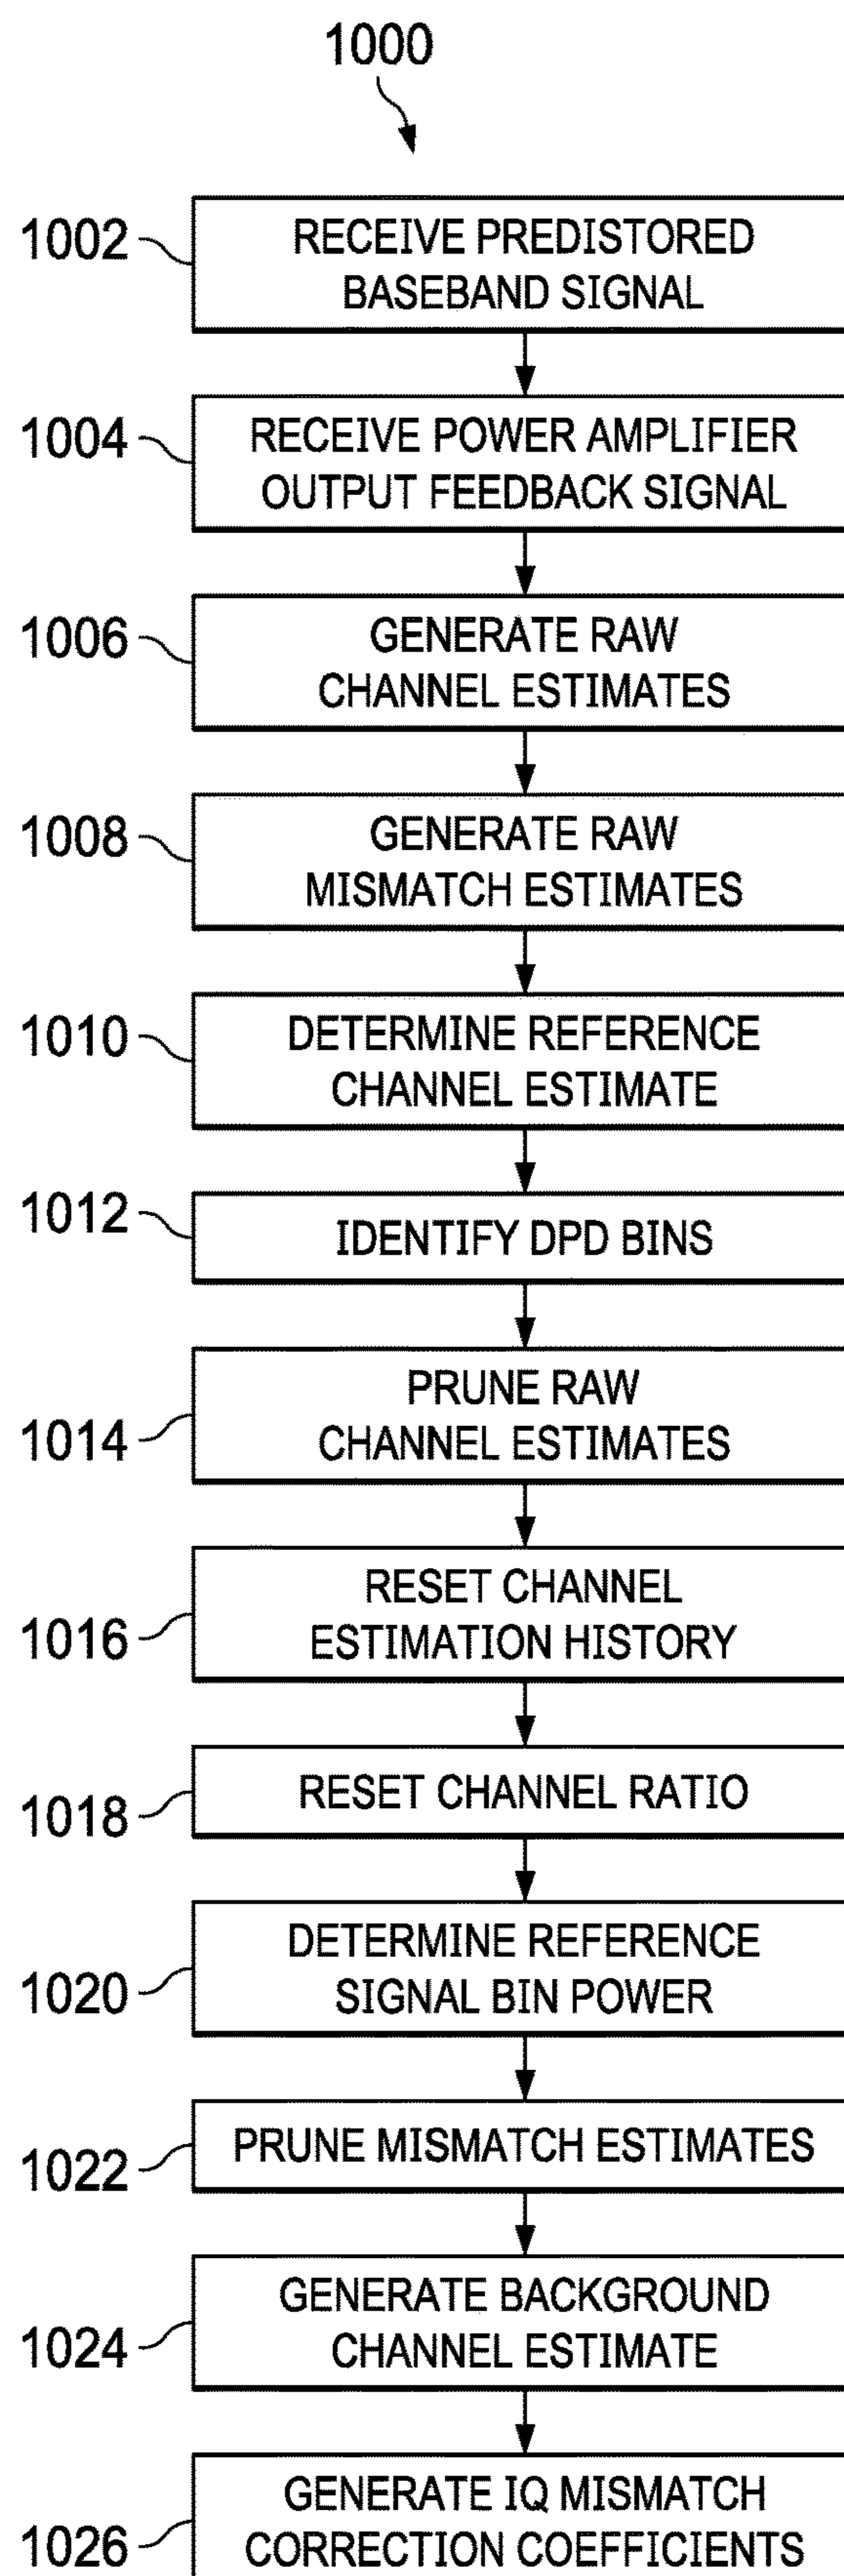 1000
1002
RECEIVE PREDISTORED
BASEBAND SIGNAL
1004
RECEIVE POWER AMPLIFIER
OUTPUT FEEDBACK SIGNAL
1006
GENERATE RAW
CHANNEL ESTIMATES
1008
GENERATE RAW
MISMATCH ESTIMATES
1010
DETERMINE REFERENCE
CHANNEL ESTIMATE
1012
IDENTIFY DPD BINS
1014
PRUNE RAW
CHANNEL ESTIMATES
1016
RESET CHANNEL
ESTIMATION HISTORY
1018
RESET CHANNEL RATIO
1020
DETERMINE REFERENCE
SIGNAL BIN POWER
1022
PRUNE MISMATCH ESTIMATES
1024
GENERATE BACKGROUND
CHANNEL ESTIMATE
1026
GENERATE IQ MISMATCH
CORRECTION COEFFICIENTS